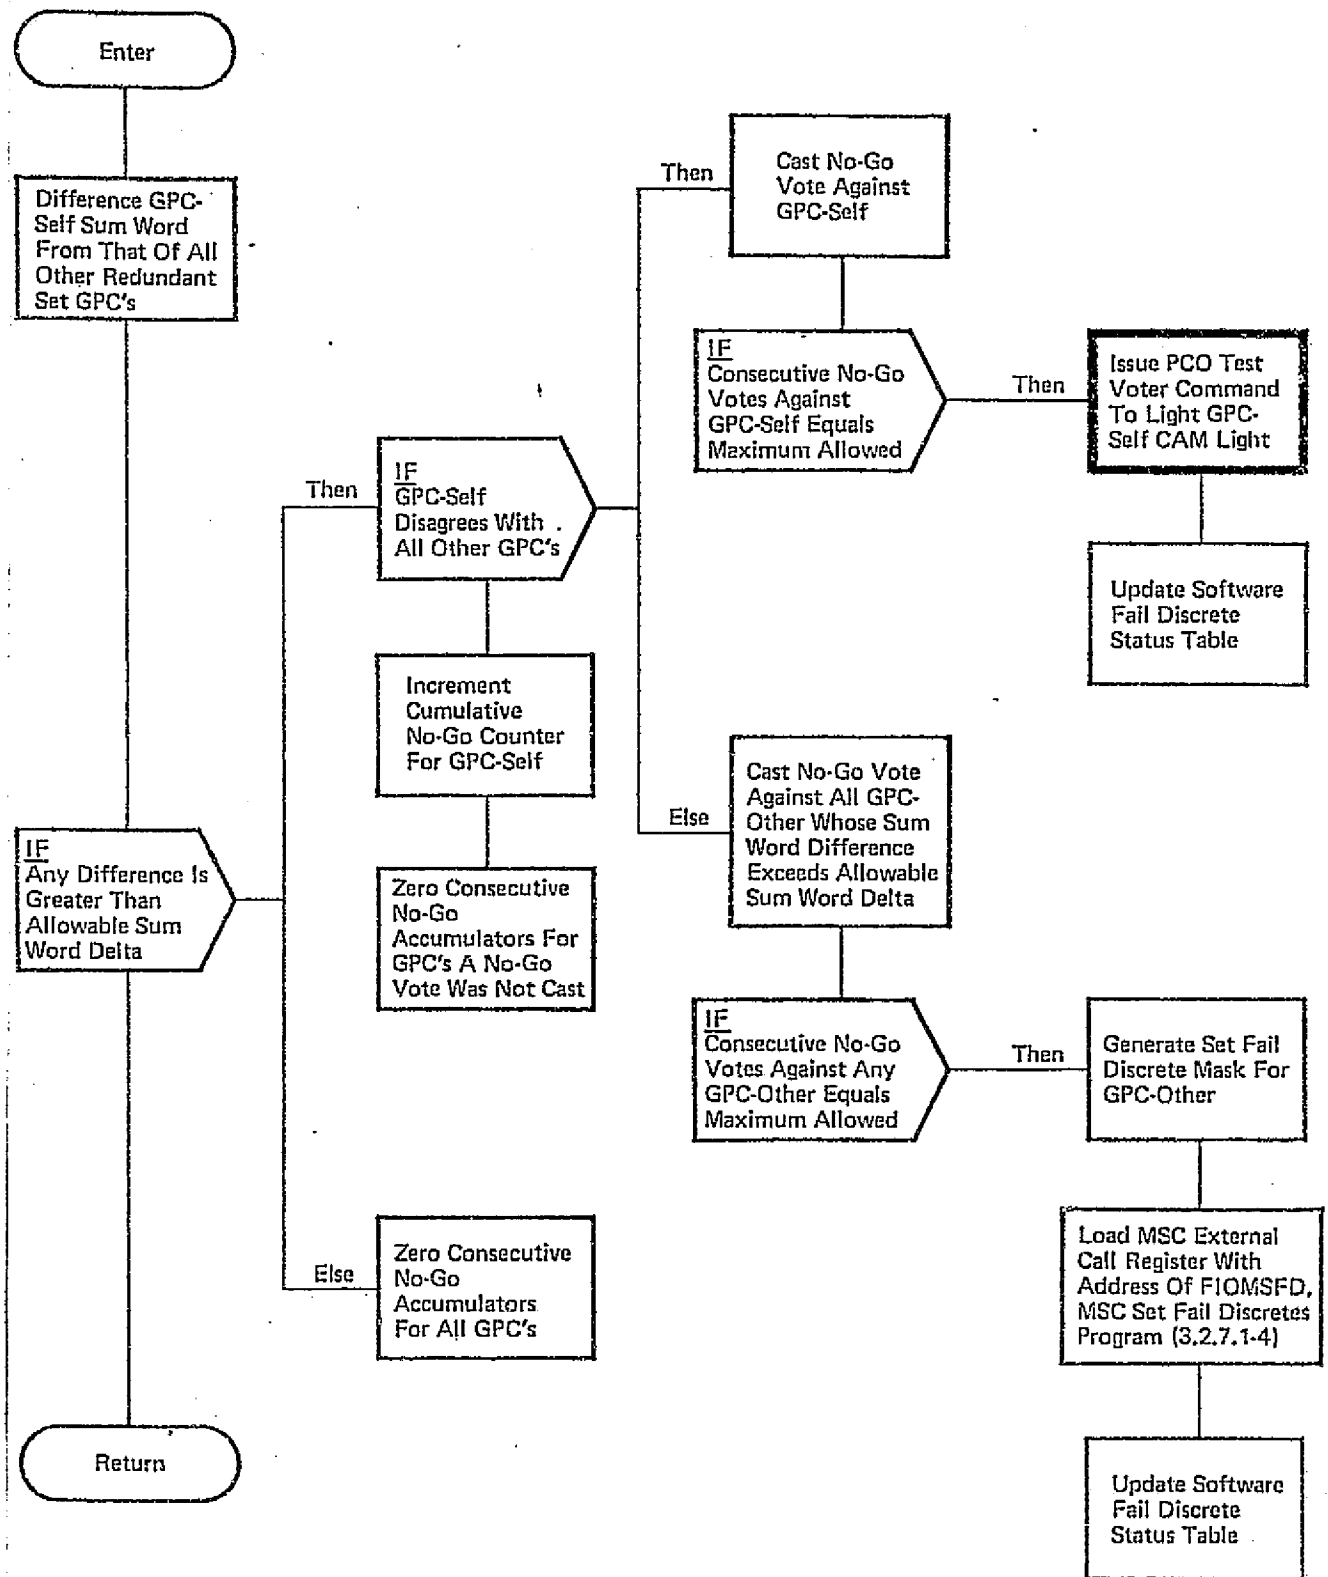 Enter
Difference GPC-
Self Sum Word
From That Of All
Other Redundant
Set GPC's
IF
Any Difference Is
Greater Than
Allowable Sum
Word Delta
Return
Then
IF
GPC-Self
Disagrees With
All Other GPC's
Increment
Cumulative
No-Go Counter
For GPC-Self
Zero Consecutive
No-Go
Accumulators For
GPC's A No-Go
Vote Was Not Cast
Else
Zero Consecutive
No-Go
Accumulators
For All GPC's
Then
Cast No-Go
Vote Against
GPC-Self
IF
Consecutive No-Go
Votes Against
GPC-Self Equals
Maximum Allowed
Then
Issue PCO Test
Voter Command
To Light GPC-
Self CAM Light
Update Software
Fail Discrete
Status Table
Else
Cast No-Go Vote
Against All GPC-
Other Whose Sum
Word Difference
Exceeds Allowable
Sum Word Delta
IF
Consecutive No-Go
Votes Against Any
GPC-Other Equals
Maximum Allowed
Then
Generate Set Fail
Discrete Mask For
GPC-Other
Load MSC External
Call Register With
Address Of FIOMSFD,
MSC Set Fail Discretes
Program (3.2.7.1-4)
Update Software
Fail Discrete
Status Table